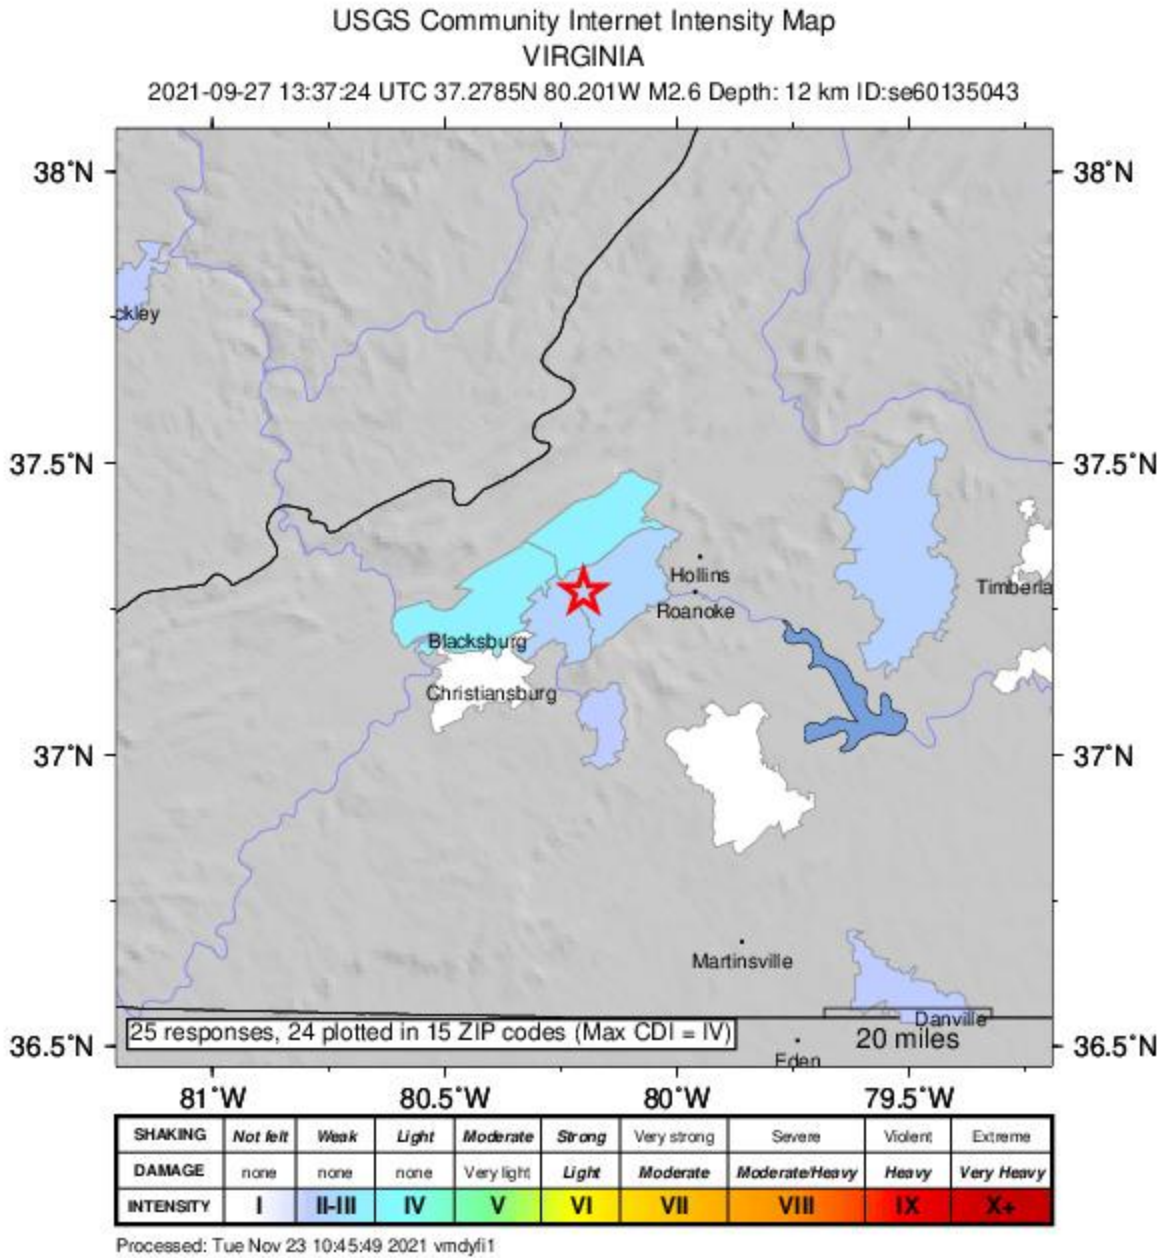 USGS Community Internet Intensity Map
VIRGINIA
2021-09-27 13:37:24 UTC 37.2785N 80.201W M2.6 Depth: 12 km ID:se60135043
38˚N 38˚N
ckley
37.5˚N 37.5˚N
Hollins
Timberla
Roanoke
Blacksburg
Christiansburg
37˚N 37˚N
Martinsville
Danville
25 responses, 24 plotted in 15 ZIP codes (Max CDI = IV)
20 miles
36.5˚N 36.5˚N
Eden
81˚W 80.5˚W 80˚W 79.5˚W
SHAKING Not felt Weak Light Moderate Strong Very strong Severe Violent Extreme
DAMAGE none none none Very light Light Moderate Moderate/Heavy Heavy Very Heavy
INTENSITY I II-III IV V VI VII VIII IX X+
Processed: Tue Nov 23 10:45:49 2021 vmdyfi1